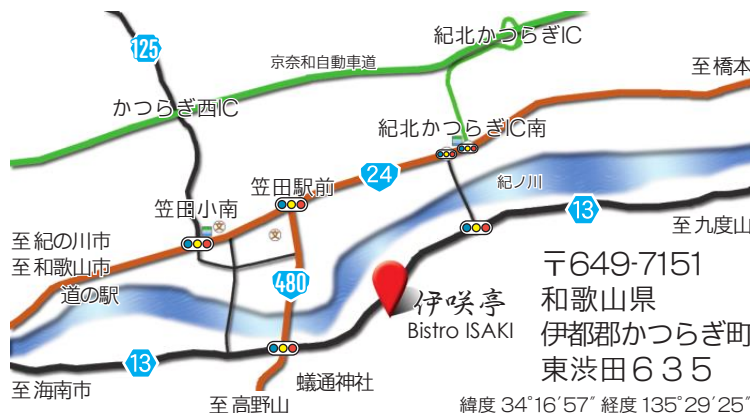 紀北かつらぎIC
125
京奈和自動車道
至橋本
かつらぎ西IC
紀北かつらぎIC南
24
笠田駅前
紀ノ川
笠田小南
13
至九度山
至紀の川市
至和歌山市
道の駅
480
伊咲亭
Bistro ISAKI
〒649-7151
和歌山県
伊都郡かつらぎ町
東渋田635
13
至海南市
蟻通神社
至高野山
緯度 34°16′57″ 経度 135°29′25″